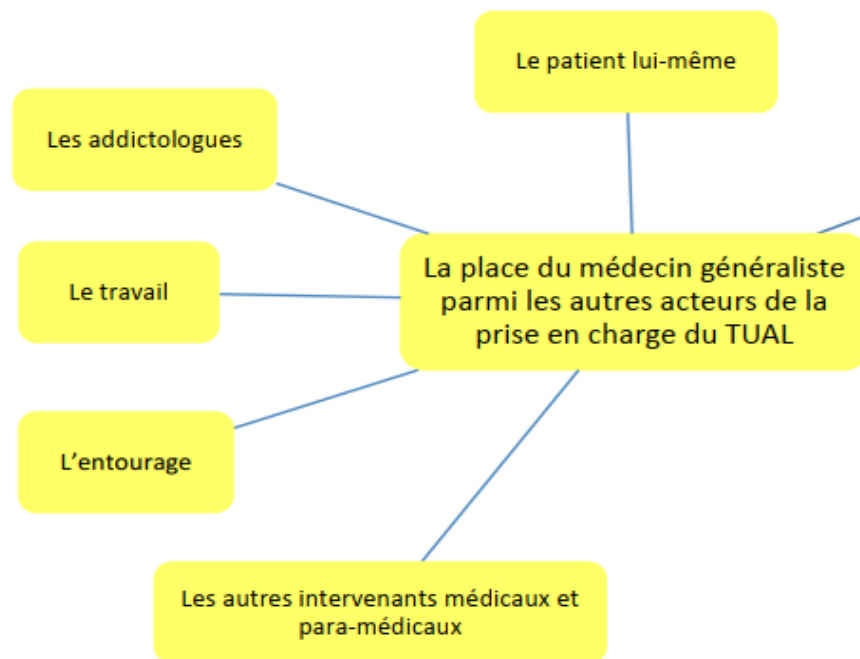 Le patient lui-même
Les addictologues
La place du médecin généraliste
parmi les autres acteurs de la
prise en charge du TUAL
Le travail
L'entourage
Les autres intervenants médicaux et
para-médicaux